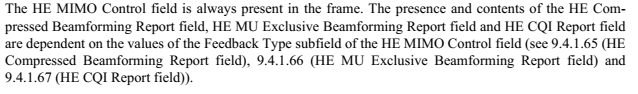 The HE MIMO Control field is always present in the frame. The presence and contents of the HE Com-
pressed Beamforming Report field, HE MU Exclusive Beamforming Report field and HE CQI Report field
are dependent on the values of the Feedback Type subfield of the HE MIMO Control field (see 9.4.1.65 (HE
Compressed Beamforming Report field), 9.4.1.66 (HE MU Exclusive Beamforming Report field) and
9.4.1.67 (HE CQI Report field)).